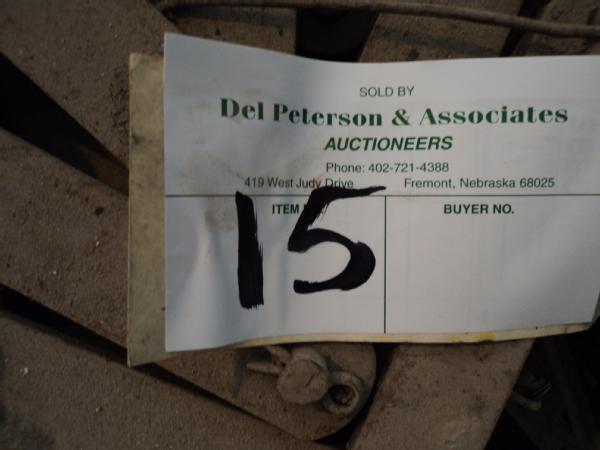 SOLD BY
Del Peterson & Associates
AUCTIONEERS
Phone: 402-721-4388
419 West Judy Drive Fremont, Nebraska 68025
ITEM BUYER NO.
15